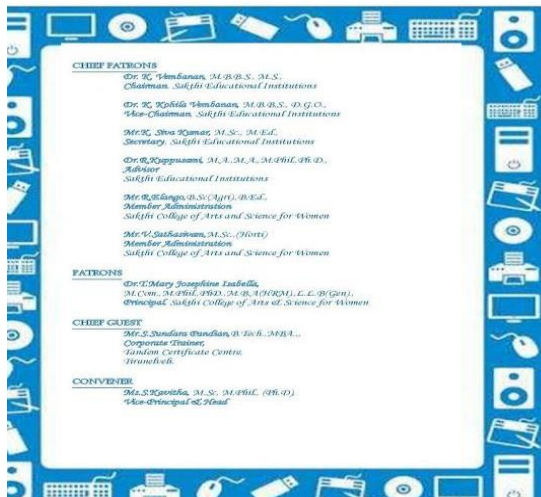 CHIEF PATRONS
Dr. K. Vembanan, M.B.B.S., M.S.,
Chairman. Sakthi Educational Institutions
Dr. K. Kohila Vembanan, M.B.B.S., D.G.O.,
Vice-Chairman. Sakthi Educational Institutions
Mr.K. Siva Kumar, M.Sc., M.Ed.,
Secretary. Sakthi Educational Institutions
Dr.R.Kuppusami, M.A.,M.A.,M.Phil.Ph.D.,
Advisor
Sakthi Educational Institutions
Mr.R.Elango,B.Sc(Agri),B.Ed.,
Member Administration
Sakthi College of Arts and Science for Women
Mr.V.Sathasivam,M.Sc.,(Horti)
Member Administration
Sakthi College of Arts and Science for Women
PATRONS
Dr.T.Mary Josephine Isabella,
M.Com.,M.Phil.,PhD.,M.B.A(HRM),L.L.B(Gen).,
Principal. Sakthi College of Arts & Science for Women
CHIEF GUEST
Mr.S.Sundara Pandian,B.Tech.,MBA...
Corporate Trainer,
Tandem Certificate Centre,
Tirunelveli.
CONVENER
Ms.S.Kavitha, M.Sc. M.Phil., (Ph.D)
Vice-Principal & Head